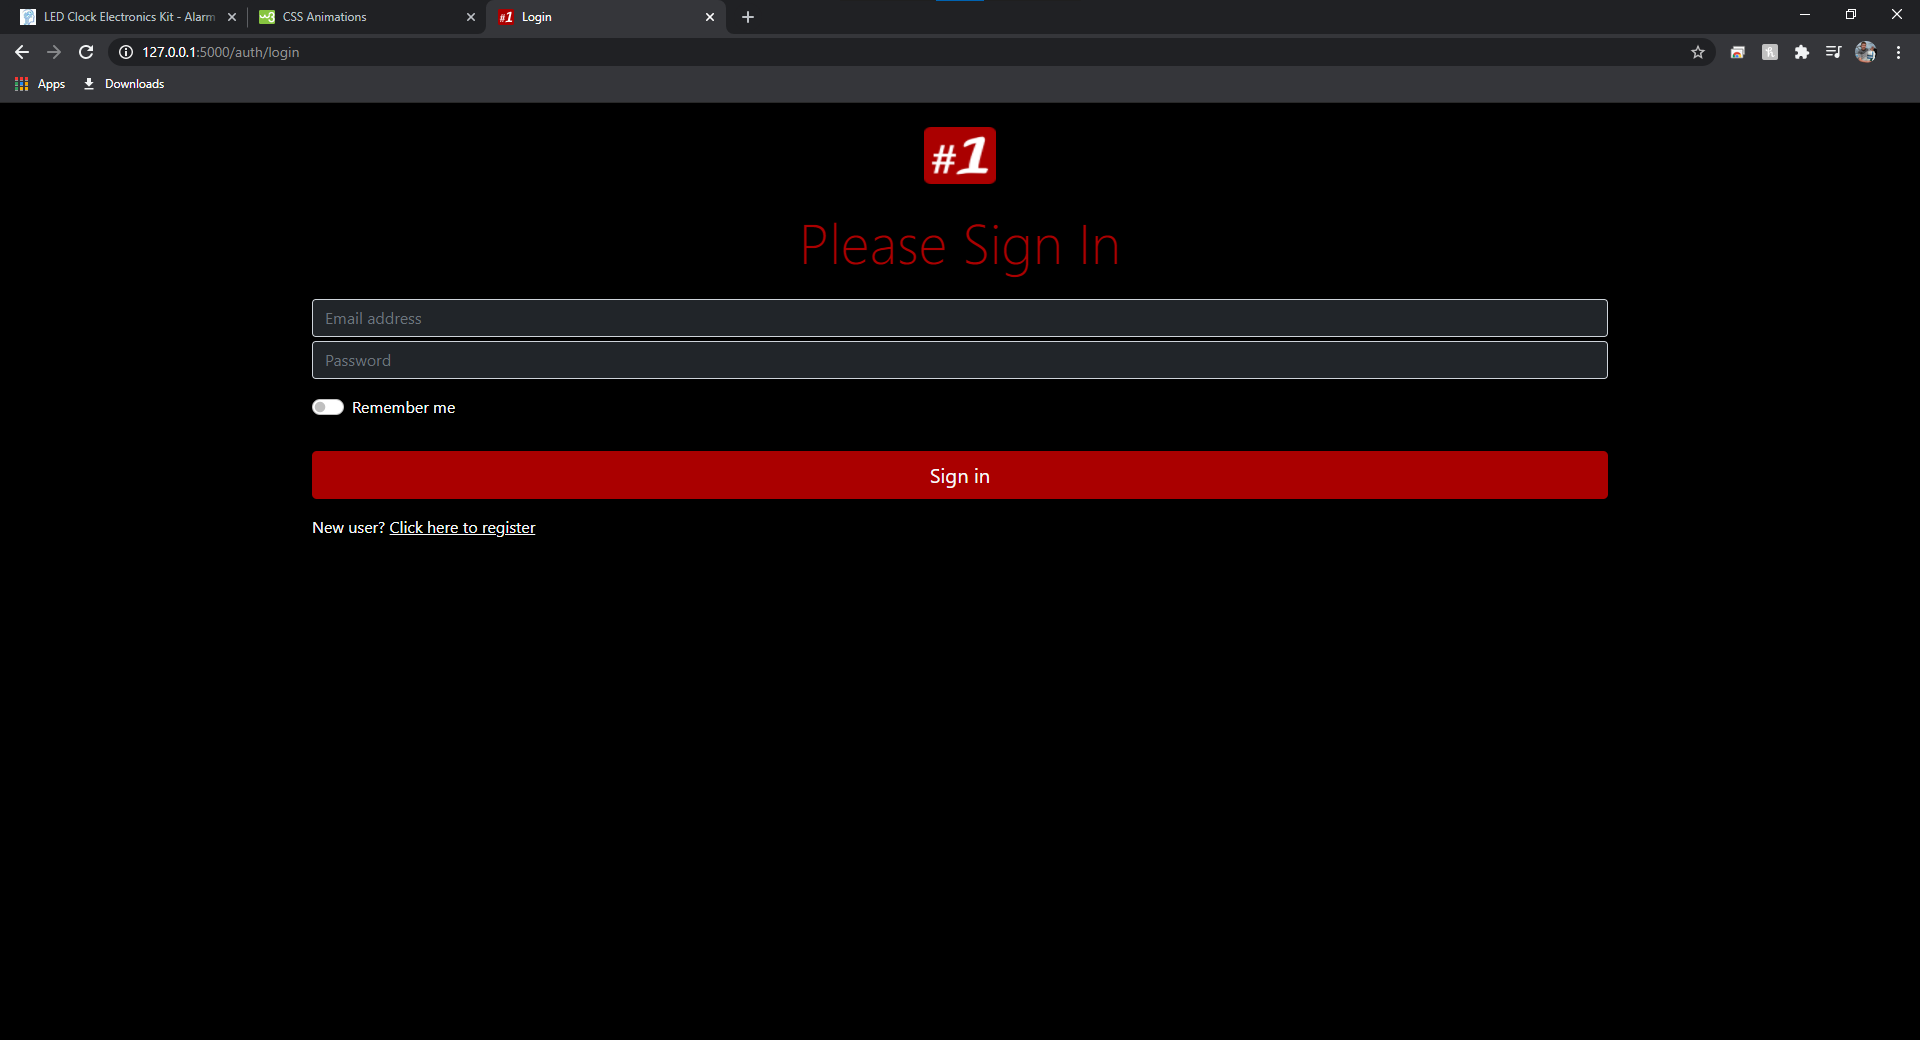 LED Clock Electronics Kit - Alarm
CSS Animations
#1 Login
127.0.0.1:5000/auth/login
Apps
Downloads
#1
Please Sign In
Email address
Password
Remember me
Sign in
New user? Click here to register